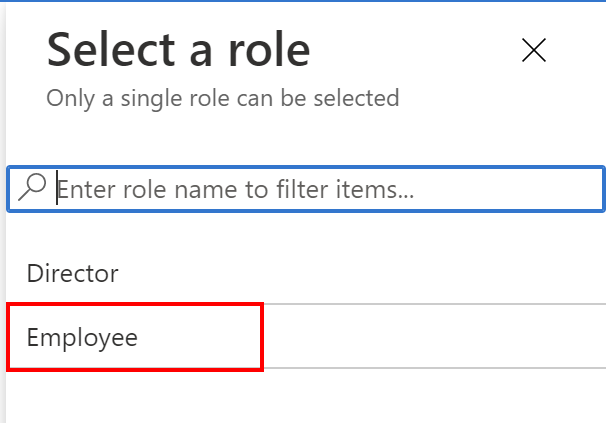 Select a role
Only a single role can be selected
Enter role name to filter items...
Director
Employee